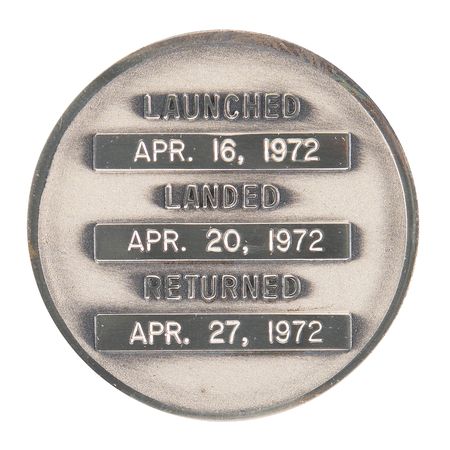 LAUNCHED
APR. 16, 1972
LANDED
APR. 20, 1972
RETURNED
APR. 27, 1972